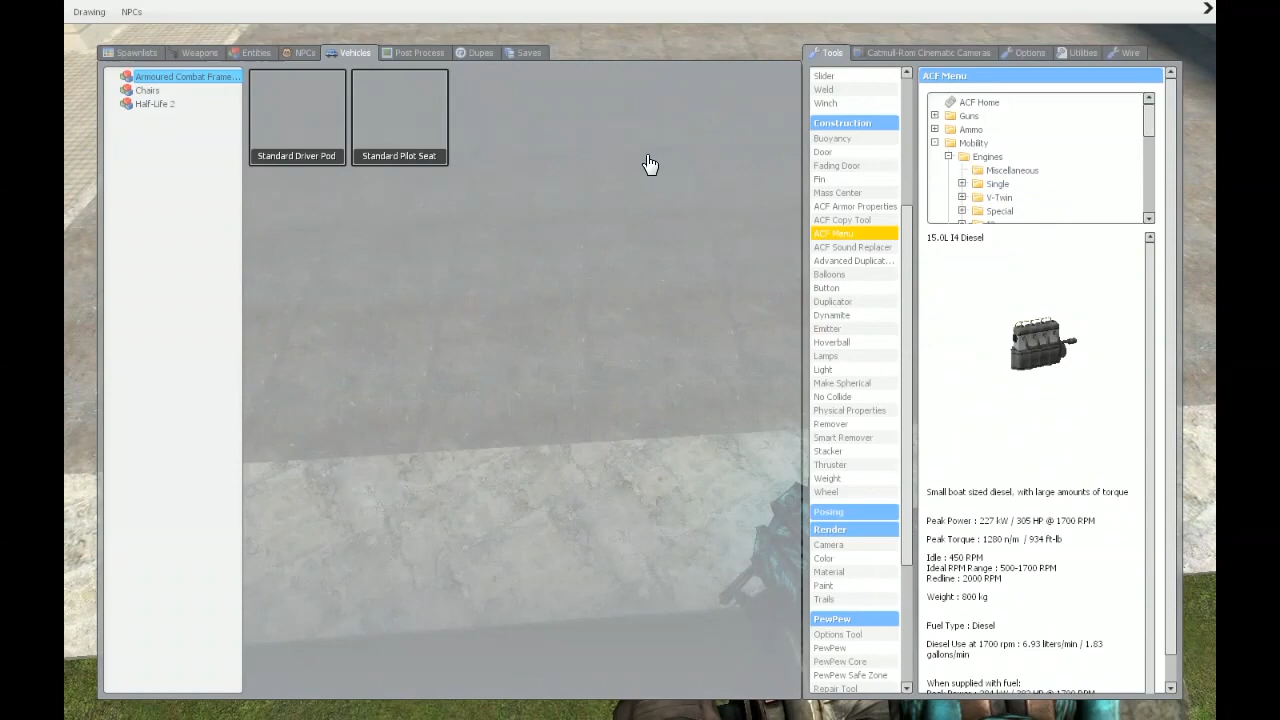 Drawing NPCs
Spawnlists Weapons Entities NPCs Vehicles Post Process Dupes Saves
Armoured Combat Frame...
Chairs
Half-Life 2
Standard Driver Pod
Standard Pilot Seat
Tools Catmull-Rom Cinematic Cameras Options Utilities Wire
Slider
Weld
Winch
Construction
Buoyancy
Door
Fading Door
Fin
Mass Center
ACF Armor Properties
ACF Copy Tool
ACF Menu
ACF Sound Replacer
Advanced Duplicat...
Balloons
Button
Duplicator
Dynamite
Emitter
Hoverball
Lamps
Light
Make Spherical
No Collide
Physical Properties
Remover
Smart Remover
Stacker
Thruster
Weight
Wheel
Posing
Render
Camera
Color
Material
Paint
Trails
PewPew
Options Tool
PewPew
PewPew Core
PewPew Safe Zone
Repair Tool
ACF Menu
ACF Home
Guns
Ammo
Mobility
Engines
Miscellaneous
Single
V-Twin
Special
15.0L I4 Diesel
Small boat sized diesel, with large amounts of torque
Peak Power : 227 kW / 305 HP @ 1700 RPM
Peak Torque : 1280 n/m / 934 ft-lb
Idle : 450 RPM
Ideal RPM Range : 500-1700 RPM
Redline : 2000 RPM
Weight : 800 kg
Fuel Type : Diesel
Diesel Use at 1700 rpm : 6.93 liters/min / 1.83
gallons/min
When supplied with fuel: